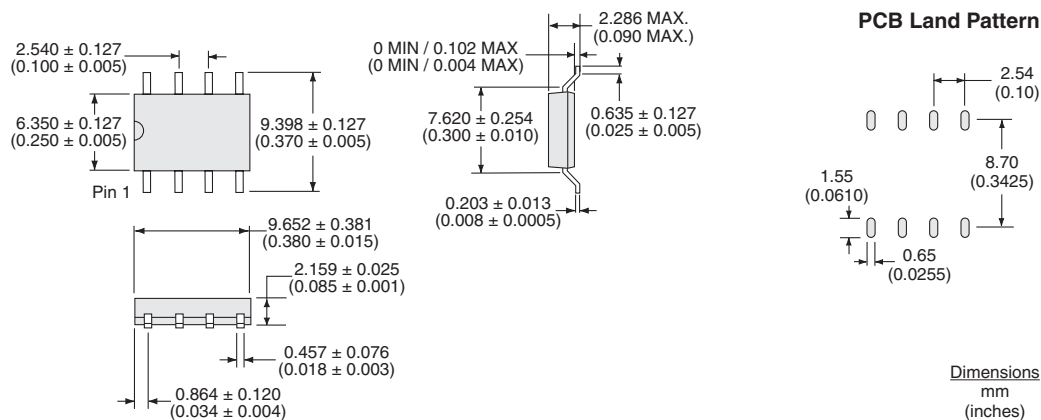 2.540 ± 0.127
(0.100 ± 0.005)
6.350 ± 0.127
(0.250 ± 0.005)
9.398 ± 0.127
(0.370 ± 0.005)
Pin 1
9.652 ± 0.381
(0.380 ± 0.015)
2.159 ± 0.025
(0.085 ± 0.001)
0.457 ± 0.076
(0.018 ± 0.003)
0.864 ± 0.120
(0.034 ± 0.004)
2.286 MAX.
(0.090 MAX.)
0 MIN / 0.102 MAX
(0 MIN / 0.004 MAX)
7.620 ± 0.254
(0.300 ± 0.010)
0.635 ± 0.127
(0.025 ± 0.005)
0.203 ± 0.013
(0.008 ± 0.0005)
PCB Land Pattern
2.54
(0.10)
8.70
(0.3425)
1.55
(0.0610)
0.65
(0.0255)
Dimensions
mm
(inches)